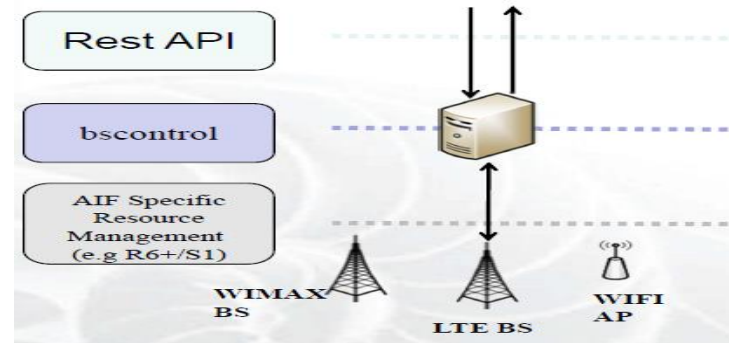 Rest API
bscontrol
AIF Specific
Resource
Management
(e.g R6+/S1)
WIMAX
BS
LTE BS
WIFI
AP